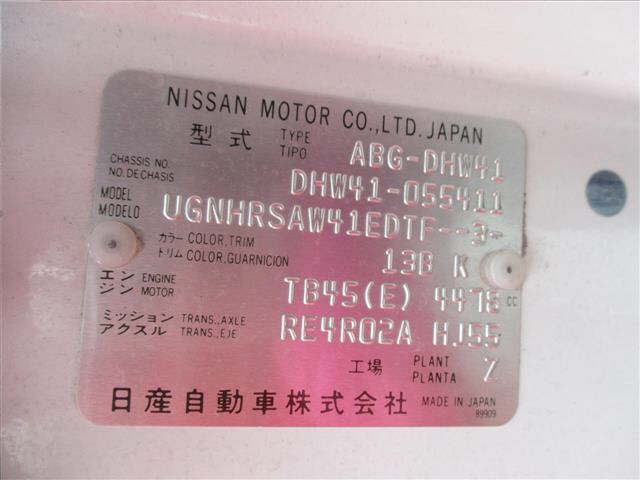 NISSAN MOTOR CO.,LTD. JAPAN
型式 TYPE TIPO ABG-DHW41
CHASSIS NO. NO. DE CHASIS DHW41-055411
MODEL MODELO UGNHRSAW41EDTF--3-
カラー COLOR,TRIM
トリム COLOR,GUARNICION 13B K
エンジン ENGINE MOTOR TB45(E) 4478 CC
ミッション TRANS.,AXLE
アクスル TRANS.,EJE RE4R02A HJ55
工場 PLANT PLANTA Z
日産自動車株式会社 MADE IN JAPAN
89909